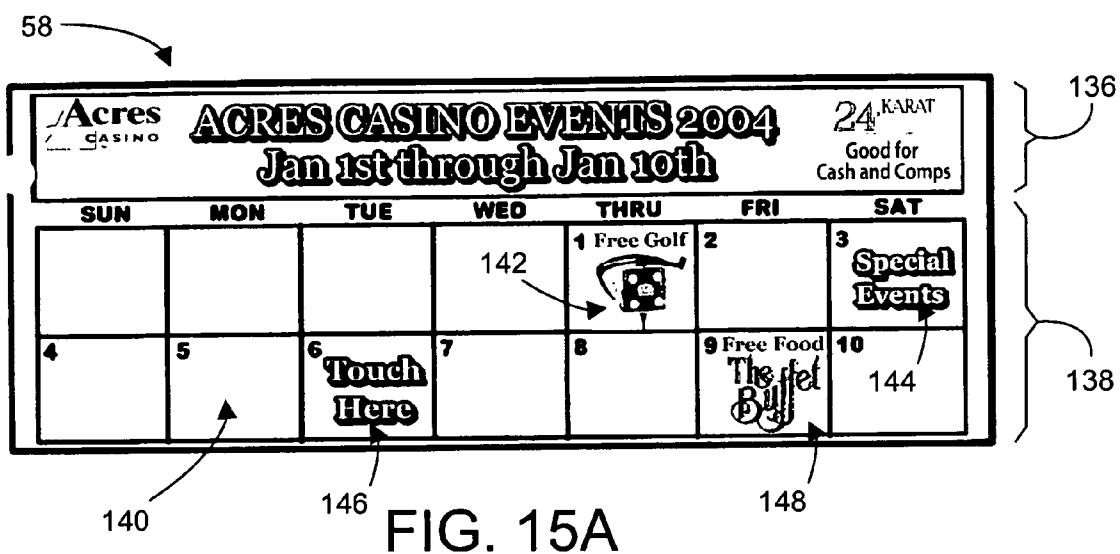 58
Acres
CASINO
ACRES CASINO EVENTS 2004
Jan 1st through Jan 10th
24 KARAT
Good for
Cash and Comps
136
SUN MON TUE WED THRU FRI SAT
1 Free Golf
2
3
Special
Events
142
144
138
4
5
6
Touch
Here
7
8
9 Free Food
The
Buffet
10
140
146
148
FIG. 15A